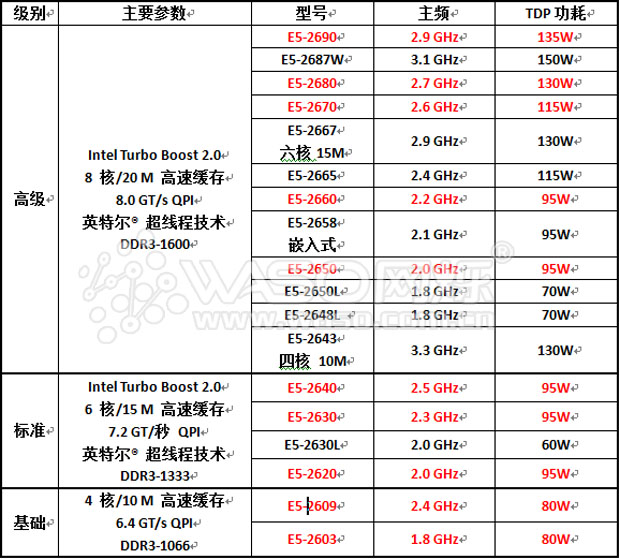 级别 主要参数 型号 主频 TDP 功耗
E5-2690 2.9 GHz 135W
E5-2687W 3.1 GHz 150W
E5-2680 2.7 GHz 130W
E5-2670 2.6 GHz 115W
E5-2667
六核 15M 2.9 GHz 130W
高级
Intel Turbo Boost 2.0
8 核/20 M 高速缓存
8.0 GT/s QPI
英特尔® 超线程技术
DDR3-1600
E5-2665 2.4 GHz 115W
E5-2660 2.2 GHz 95W
E5-2658
嵌入式 2.1 GHz 95W
E5-2650 2.0 GHz 95W
E5-2650L 1.8 GHz 70W
E5-2648L 1.8 GHz 70W
E5-2643
四核 10M 3.3 GHz 130W
标准
Intel Turbo Boost 2.0
6 核/15 M 高速缓存
7.2 GT/秒 QPI
英特尔® 超线程技术
DDR3-1333
E5-2640 2.5 GHz 95W
E5-2630 2.3 GHz 95W
E5-2630L 2.0 GHz 60W
E5-2620 2.0 GHz 95W
基础
4 核/10 M 高速缓存
6.4 GT/s QPI
DDR3-1066
E5-2609 2.4 GHz 80W
E5-2603 1.8 GHz 80W
WASO网烁®
www.waso.com.cn